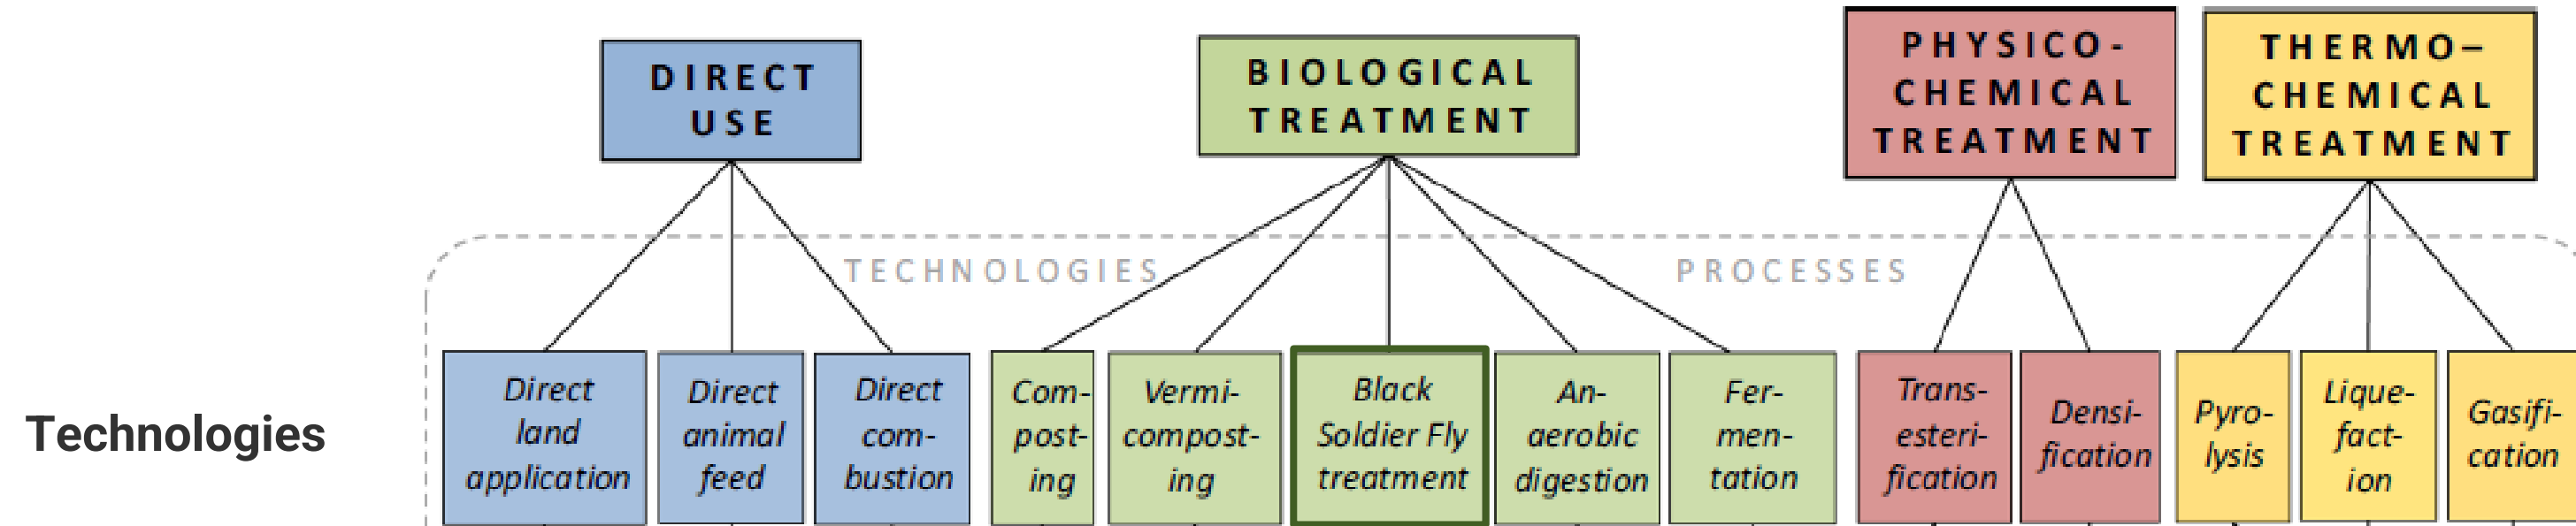 DIRECT
USE
BIOLOGICAL
TREATMENT
PHYSICO-
CHEMICAL
TREATMENT
THERMO–
CHEMICAL
TREATMENT
TECHNOLOGIES
PROCESSES
Technologies
Direct
land
application
Direct
animal
feed
Direct
com-
bustion
Com-
post-
ing
Vermi-
compost-
ing
Black
Soldier Fly
treatment
An-
aerobic
digestion
Fer-
men-
tation
Trans-
esteri-
fication
Densi-
fication
Pyro-
lysis
Lique-
fact-
ion
Gasifi-
cation